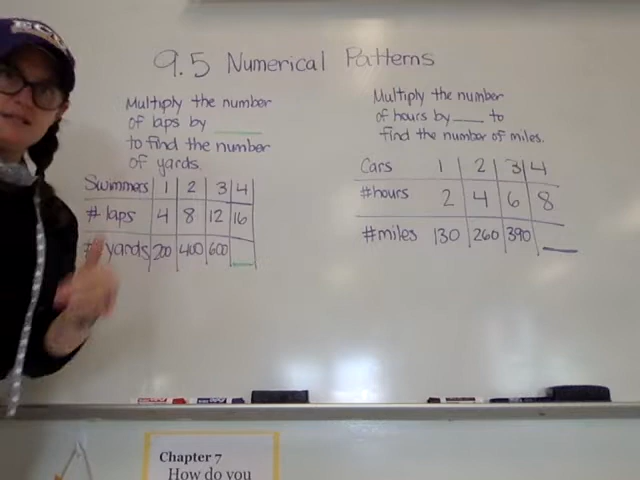 9.5 Numerical Patterns
Multiply the number
of laps by ____
to find the number
of yards.
Swimmers 1 2 3 4
# laps 4 8 12 16
# yards 200 400 600 __
Multiply the number
of hours by ____ to
find the number of miles.
Cars 1 2 3 4
# hours 2 4 6 8
# miles 130 260 390 ____
Chapter 7
How do you